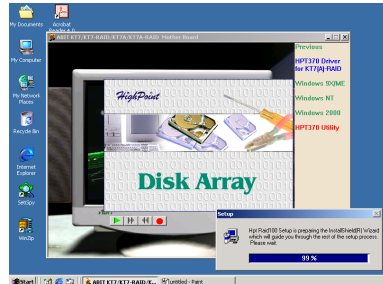 My Documents
Acrobat
Reader 4.0
ABIT KT7/KT7-RAID/KT7A/KT7A-RAID Mother Board
Previous
HPT370 Driver
for KT7(A)-RAID
Windows 9X/ME
Windows NT
Windows 2000
HPT370 Utility
My Computer
My Network
Places
Recycle Bin
Internet
Explorer
SetiSpy
WinZip
HighPoint
Disk Array
Setup
Hpt Raid100 Setup is preparing the InstallShield(R) Wizard
which will guide you through the rest of the setup process.
Please wait.
99 %
Start
ABIT KT7/KT7-RAID/K...
untitled - Paint